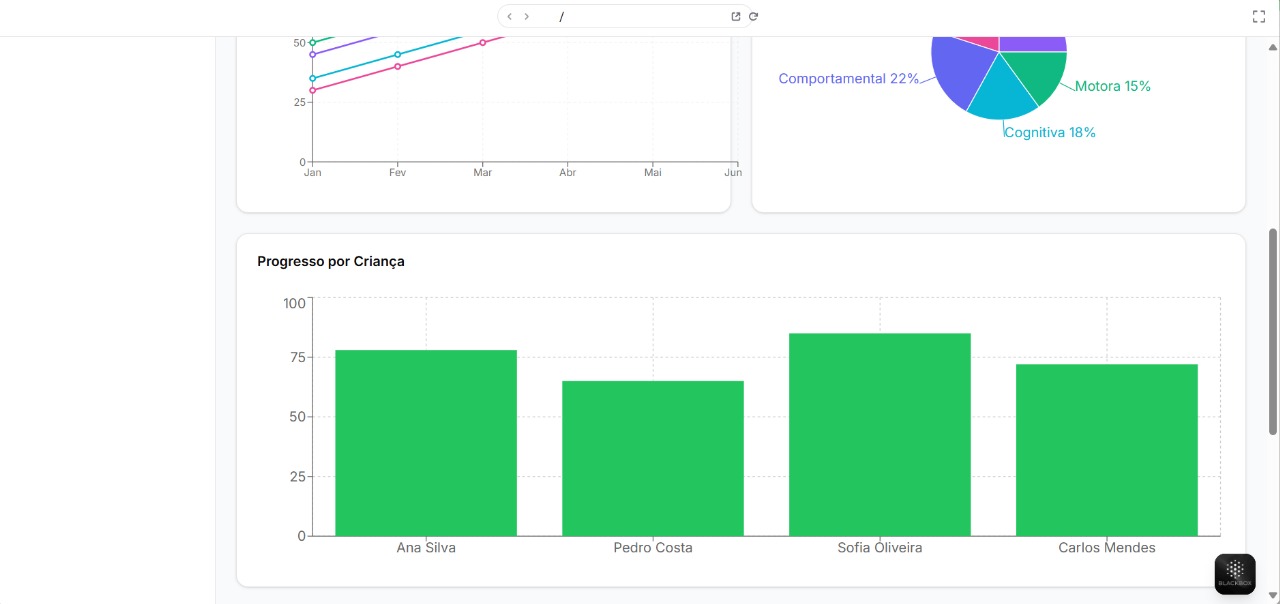 /
50
25
0
Jan Fev Mar Abr Mai Jun
Comportamental 22%
Motora 15%
Cognitiva 18%
Progresso por Criança
100
75
50
25
0
Ana Silva Pedro Costa Sofia Oliveira Carlos Mendes
BLACKBOX